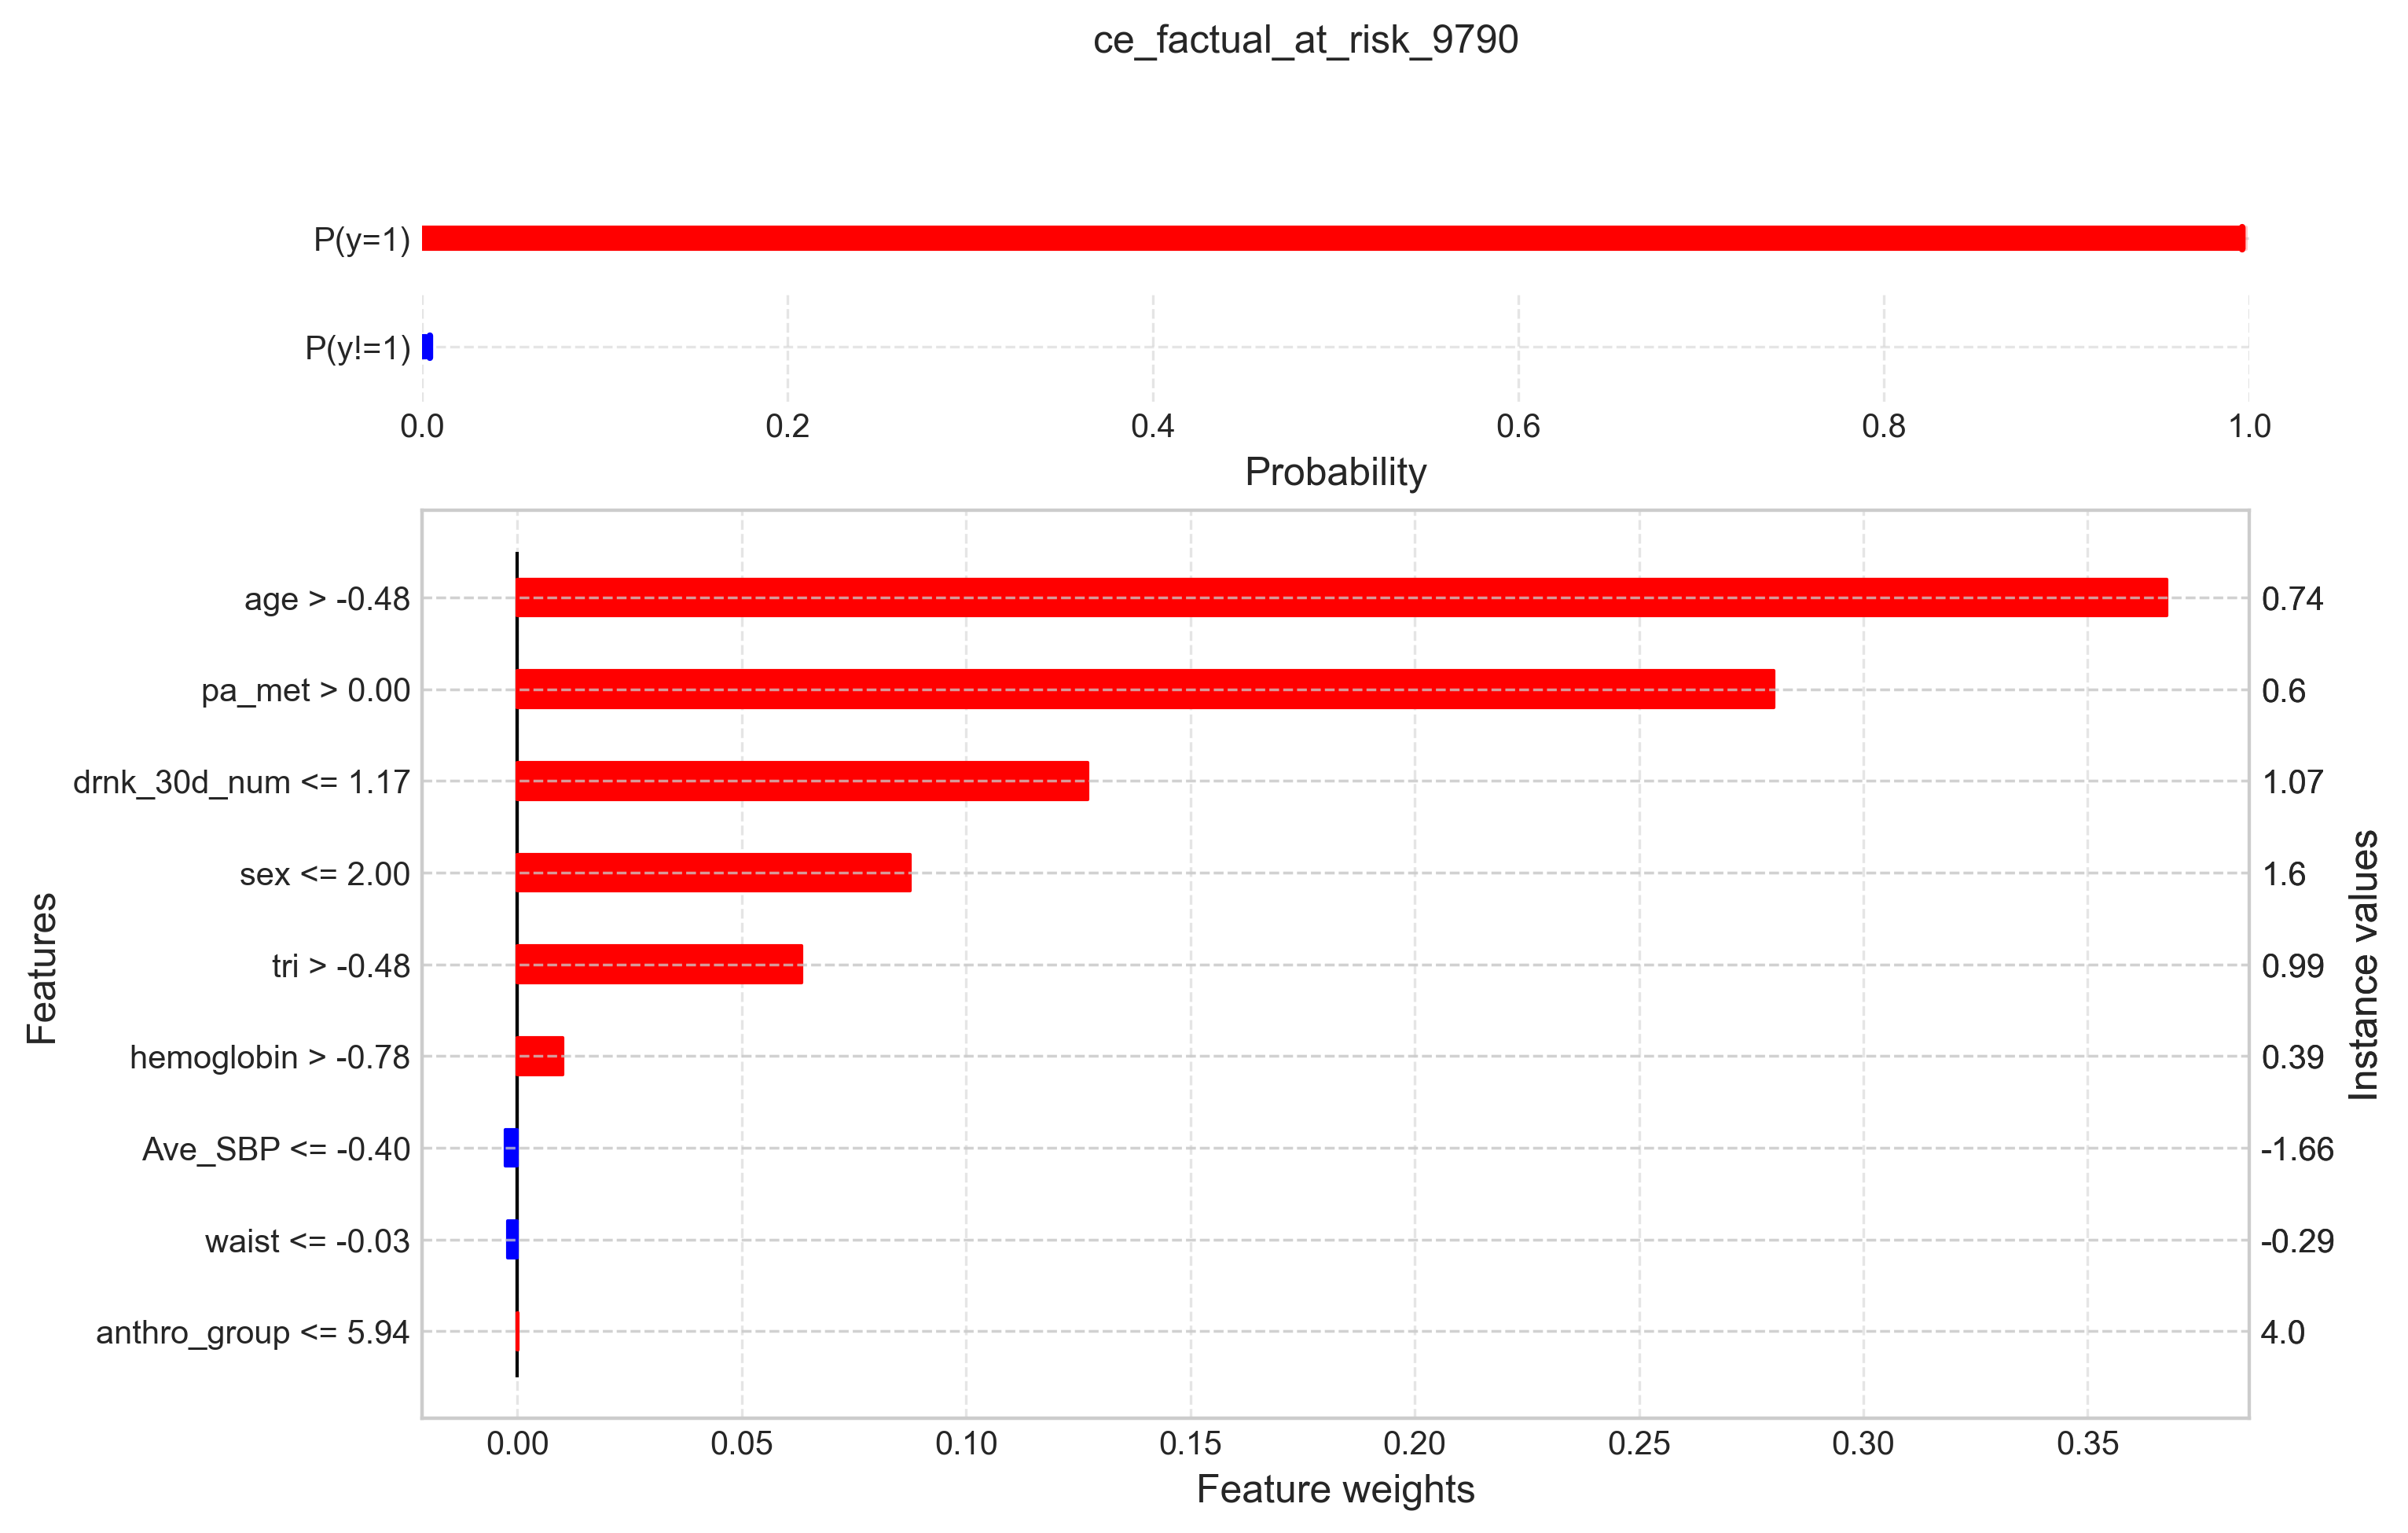 ce_factual_at_risk_9790
P(y=1)
P(y!=1)
0.0 0.2 0.4 0.6 0.8 1.0
Probability
age > -0.48 0.74
pa_met > 0.00 0.6
drnk_30d_num <= 1.17 1.07
sex <= 2.00 1.6
tri > -0.48 0.99
hemoglobin > -0.78 0.39
Ave_SBP <= -0.40 -1.66
waist <= -0.03 -0.29
anthro_group <= 5.94 4.0
Features
Instance values
0.00 0.05 0.10 0.15 0.20 0.25 0.30 0.35
Feature weights